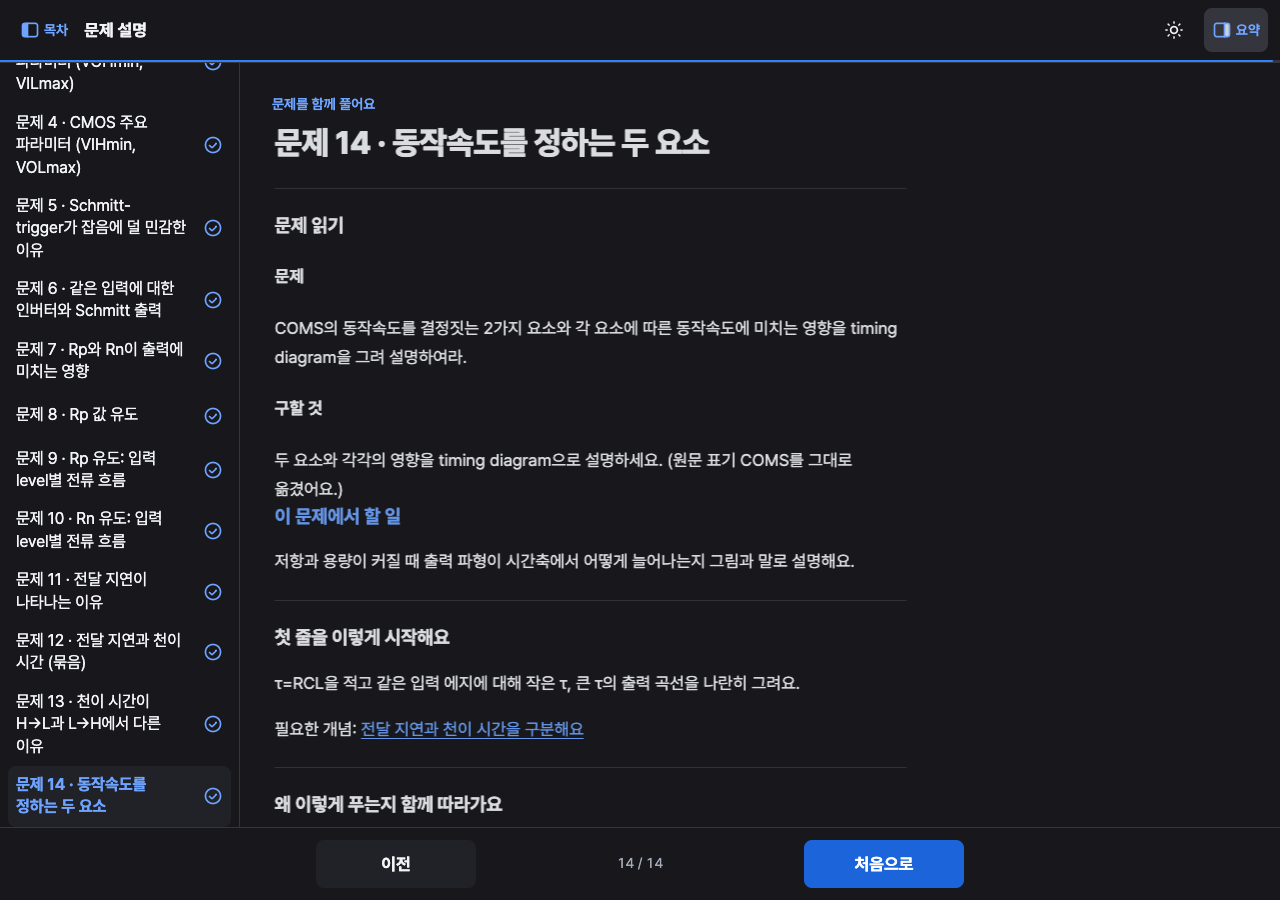 목차
문제 설명
요약
VILmax)
문제 4 · CMOS 주요
파라미터 (VIHmin,
VOLmax)
문제 5 · Schmitt-
trigger가 잡음에 덜 민감한
이유
문제 6 · 같은 입력에 대한
인버터와 Schmitt 출력
문제 7 · Rp와 Rn이 출력에
미치는 영향
문제 8 · Rp 값 유도
문제 9 · Rp 유도: 입력
level별 전류 흐름
문제 10 · Rn 유도: 입력
level별 전류 흐름
문제 11 · 전달 지연이
나타나는 이유
문제 12 · 전달 지연과 천이
시간 (묶음)
문제 13 · 천이 시간이
H→L과 L→H에서 다른
이유
문제 14 · 동작속도를
정하는 두 요소
문제를 함께 풀어요
문제 14 · 동작속도를 정하는 두 요소
문제 읽기
문제
COMS의 동작속도를 결정짓는 2가지 요소와 각 요소에 따른 동작속도에 미치는 영향을 timing
diagram을 그려 설명하여라.
구할 것
두 요소와 각각의 영향을 timing diagram으로 설명하세요. (원문 표기 COMS를 그대로
옮겼어요.)
이 문제에서 할 일
저항과 용량이 커질 때 출력 파형이 시간축에서 어떻게 늘어나는지 그림과 말로 설명해요.
첫 줄을 이렇게 시작해요
τ=RCL을 적고 같은 입력 에지에 대해 작은 τ, 큰 τ의 출력 곡선을 나란히 그려요.
필요한 개념: 전달 지연과 천이 시간을 구분해요
왜 이렇게 푸는지 함께 따라가요
이전
14 / 14
처음으로